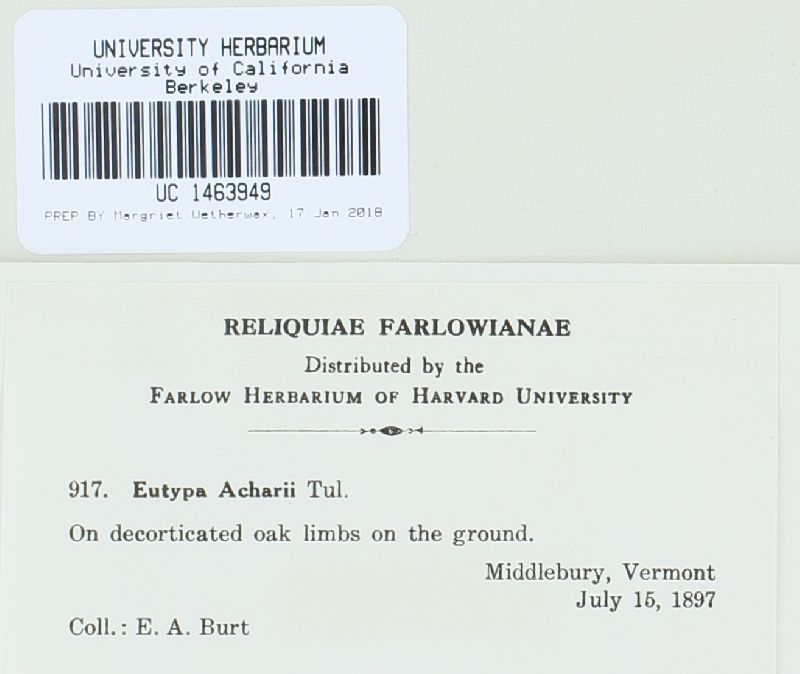 UNIVERSITY HERBARIUM
University of California
Berkeley
UC 1463949
PREP BY Margriet Wetherwax, 17 Jan 2018
RELIQUIAE FARLOWIANAE
Distributed by the
FARLOW HERBARIUM OF HARVARD UNIVERSITY
917. Eutypa Acharii Tul.
On decorticated oak limbs on the ground.
Middlebury, Vermont
July 15, 1897
Coll.: E. A. Burt